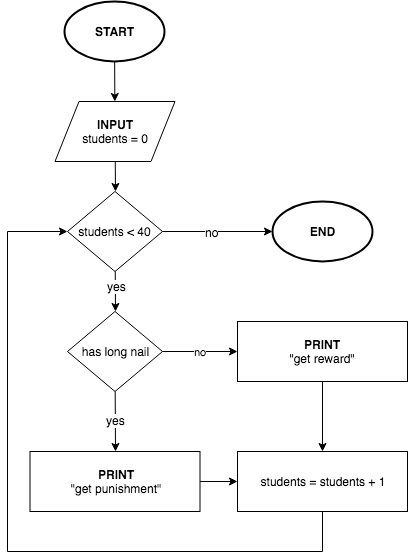 START
INPUT
students = 0
students < 40
no
END
yes
has long nail
no
PRINT
"get reward"
yes
PRINT
"get punishment"
students = students + 1